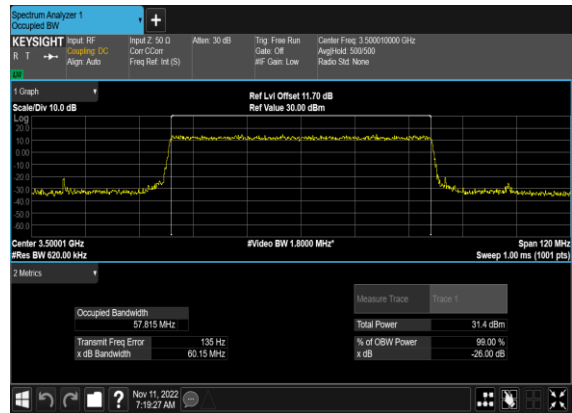 Spectrum Analyzer 1
Occupied BW
KEYSIGHT
R T
LXI
Input: RF
Coupling: DC
Align: Auto
Input Z: 50 Ω
Corr CCorr
Freq Ref: Int (S)
Atten: 30 dB
Trig: Free Run
Gate: Off
#IF Gain: Low
Center Freq: 3.500010000 GHz
Avg|Hold: 500/500
Radio Std: None
1 Graph
Scale/Div 10.0 dB
Ref Lvl Offset 11.70 dB
Ref Value 30.00 dBm
Log
20.0
10.0
0.00
-10.0
-20.0
-30.0
-40.0
-50.0
-60.0
Center 3.50001 GHz
#Res BW 620.00 kHz
#Video BW 1.8000 MHz*
Span 120 MHz
Sweep 1.00 ms (1001 pts)
2 Metrics
Measure Trace Trace 1
Occupied Bandwidth
57.815 MHz
Total Power 31.4 dBm
Transmit Freq Error 135 Hz
x dB Bandwidth 60.15 MHz
% of OBW Power 99.00 %
x dB -26.00 dB
Nov 11, 2022
7:19:27 AM